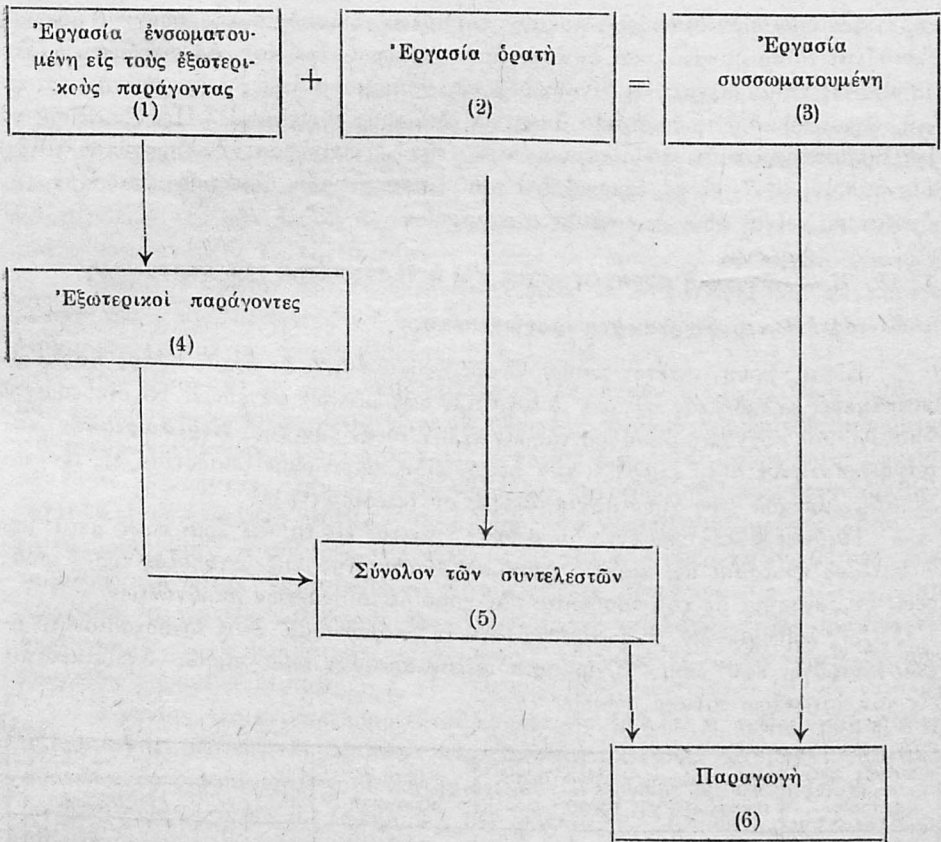 Ἐργασία ἐνσωματου-
μένη εἰς τοὺς ἐξωτερι-
κοὺς παράγοντας
(1)
+
Ἐργασία ὁρατὴ
(2)
=
Ἐργασία
συσσωματουμένη
(3)
Ἐξωτερικοί παράγοντες
(4)
Σύνολον τῶν συντελεστῶν
(5)
Παραγωγὴ
(6)